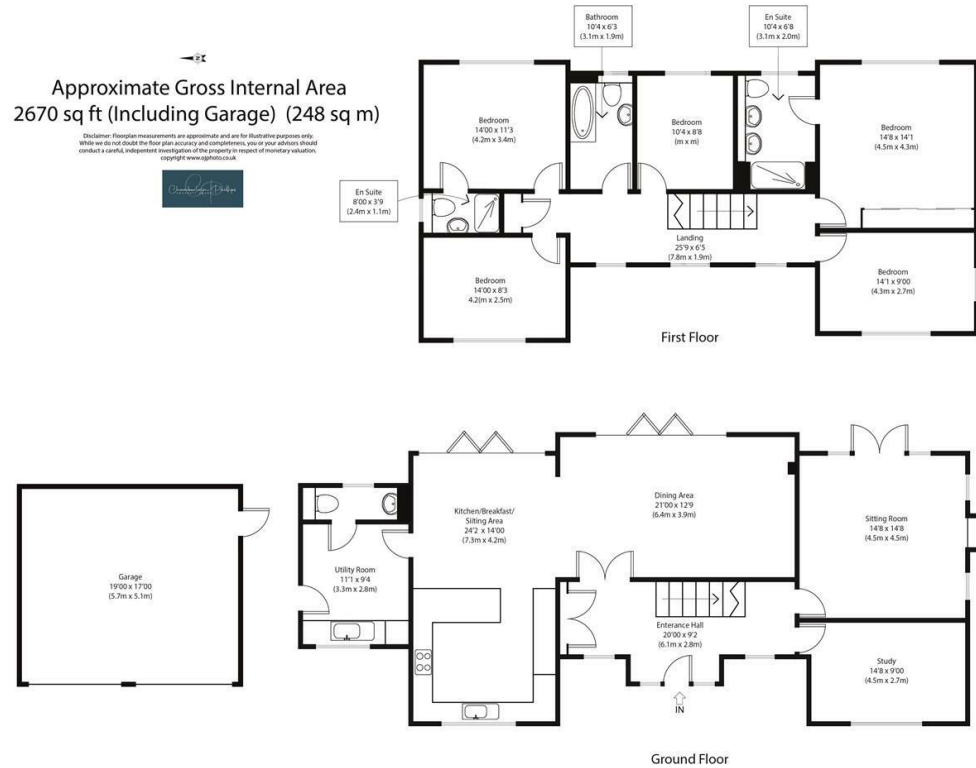 N
Approximate Gross Internal Area
2670 sq ft (Including Garage)  (248 sq m)
Disclaimer: Floorplan measurements are approximate and are for illustrative purposes only.
While we do not doubt the floor plan accuracy and completeness, you or your advisors should
conduct a careful, indepentent investigation of the property in respect of monetary valuation.
copyright www.ojphoto.co.uk
Chamberlain Phillips
Bathroom
10'4 x 6'3
(3.1m x 1.9m)
En Suite
10'4 x 6'8
(3.1m x 2.0m)
Bedroom
14'00 x 11'3
(4.2m x 3.4m)
Bedroom
10'4 x 8'8
(m x m)
Bedroom
14'8 x 14'1
(4.5m x 4.3m)
En Suite
8'00 x 3'9
(2.4m x 1.1m)
Landing
25'9 x 6'5
(7.8m x 1.9m)
Bedroom
14'00 x 8'3
4.2(m x 2.5m)
Bedroom
14'1 x 9'00
(4.3m x 2.7m)
First Floor
Garage
19'00 x 17'00
(5.7m x 5.1m)
Utility Room
11'1 x 9'4
(3.3m x 2.8m)
Kitchen/Breakfast/
Siiting Area
24'2 x 14'00
(7.3m x 4.2m)
Dining Area
21'00 x 12'9
(6.4m x 3.9m)
Sitting Room
14'8 x 14'8
(4.5m x 4.5m)
Enterance Hall
20'00 x 9'2
(6.1m x 2.8m)
Study
14'8 x 9'00
(4.5m x 2.7m)
IN
Ground Floor